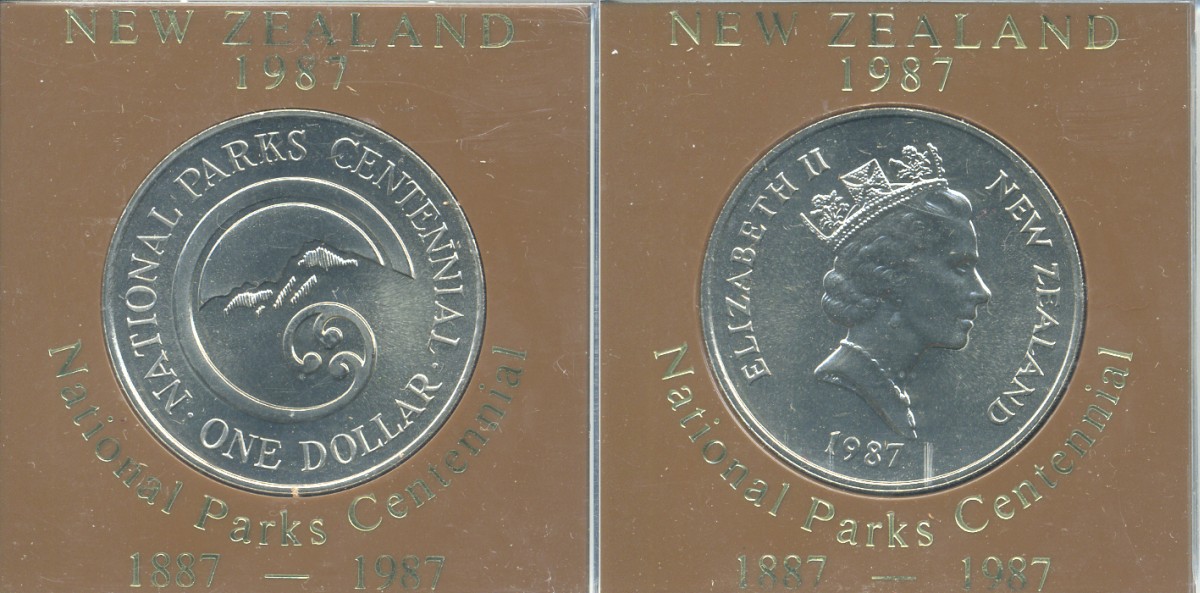 NEW ZEALAND
1987
NATIONAL PARKS CENTENNIAL
· ONE DOLLAR ·
National Parks Centennial
1887 — 1987
NEW ZEALAND
1987
ELIZABETH II
NEW ZEALAND
1987
National Parks Centennial
1887 — 1987